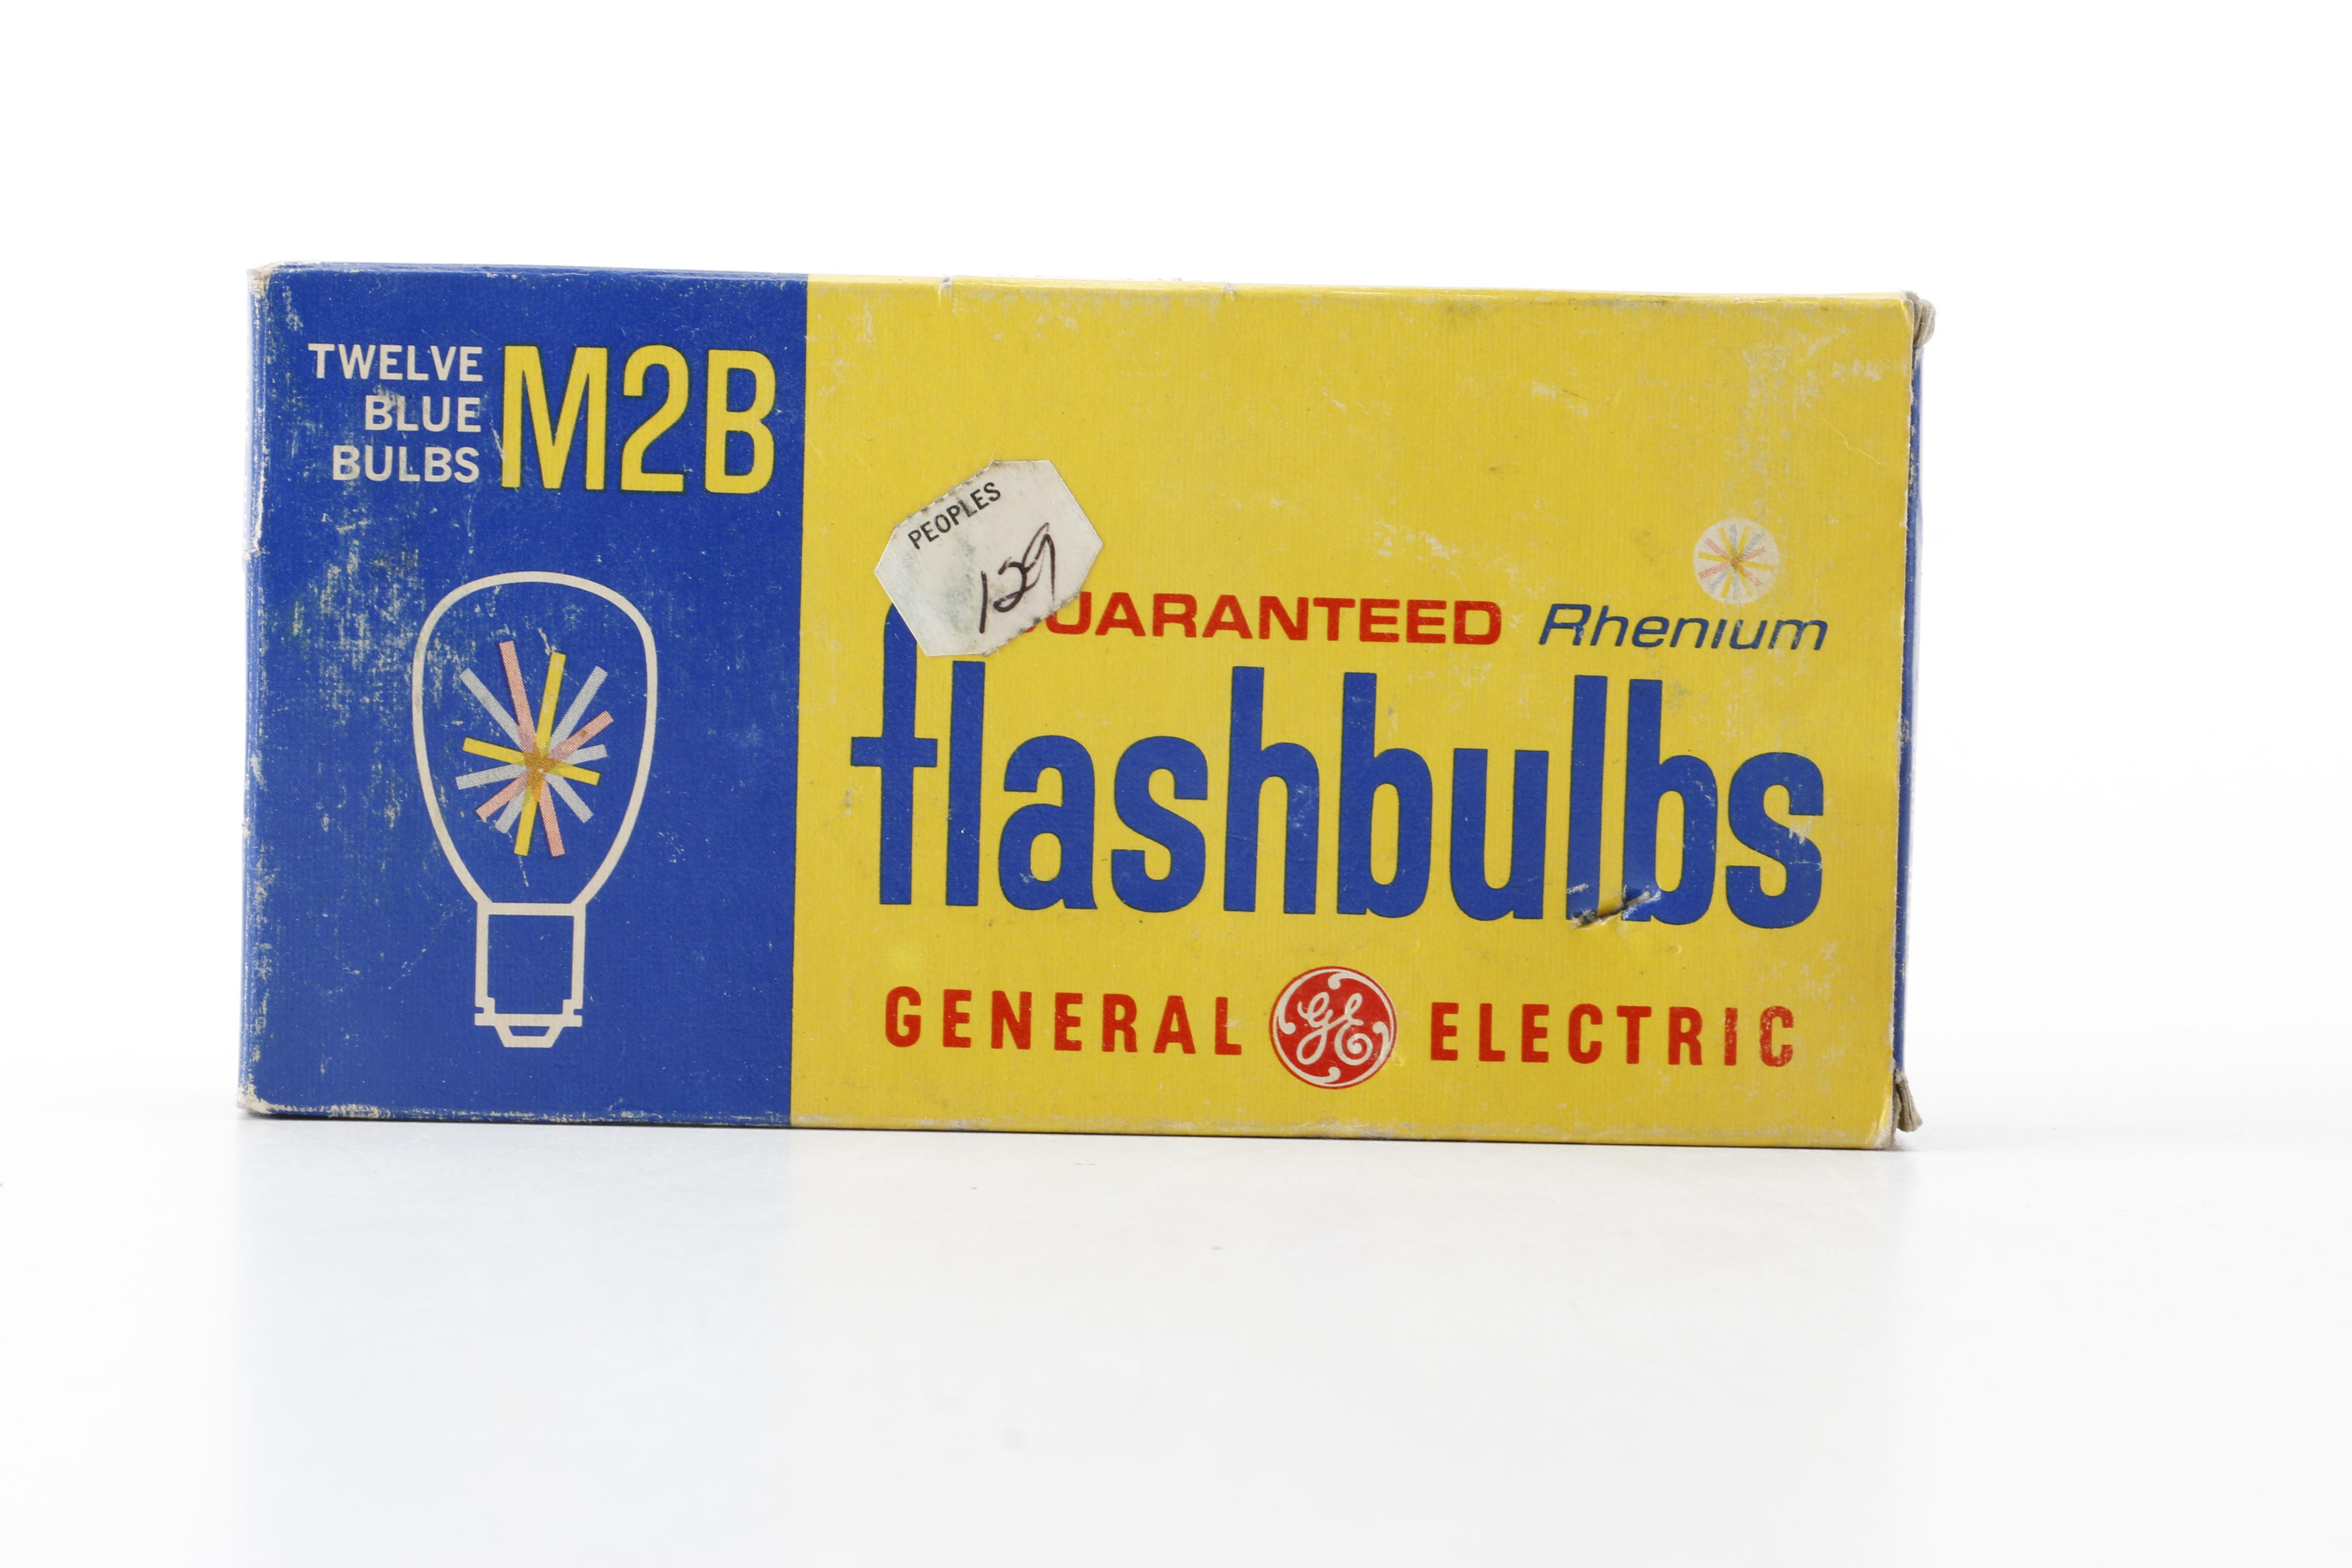 TWELVE
BLUE
BULBS
M2B
PEOPLES
129
GUARANTEED Rhenium
flashbulbs
GENERAL GE ELECTRIC